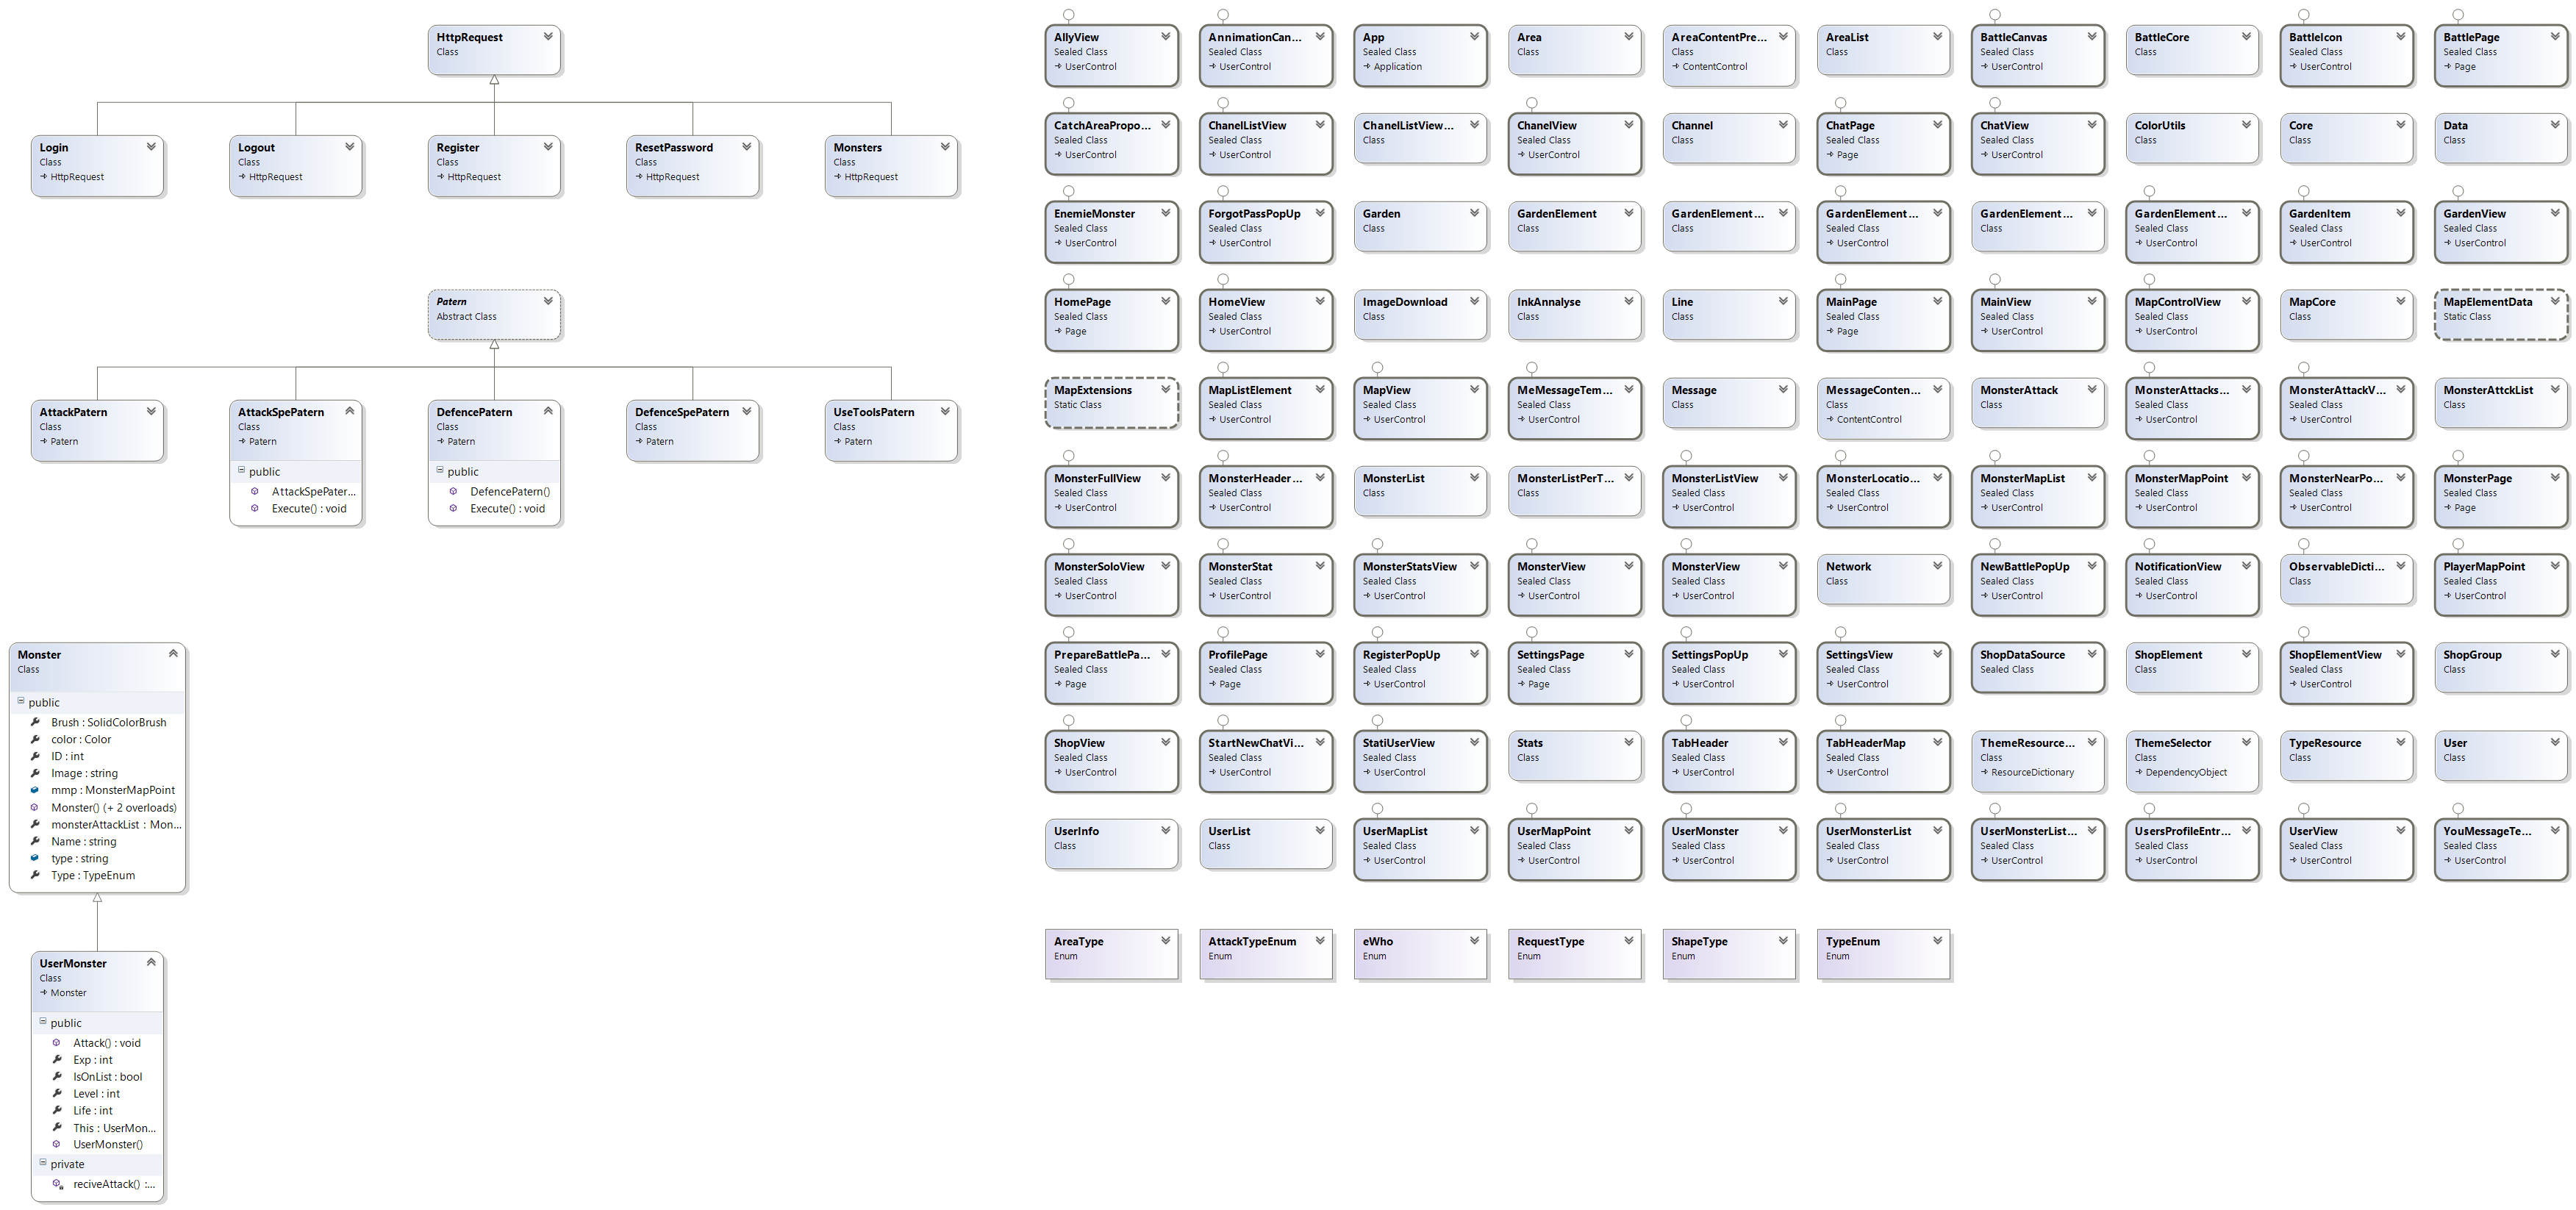 HttpRequest
Class
Login
Class
HttpRequest
Logout
Class
HttpRequest
Register
Class
HttpRequest
ResetPassword
Class
HttpRequest
Monsters
Class
HttpRequest
Patern
Abstract Class
AttackPatern
Class
Patern
AttackSpePatern
Class
Patern
public
AttackSpePater...
Execute() : void
DefencePatern
Class
Patern
public
DefencePatern()
Execute() : void
DefenceSpePatern
Class
Patern
UseToolsPatern
Class
Patern
Monster
Class
public
Brush : SolidColorBrush
color : Color
ID : int
Image : string
mmp : MonsterMapPoint
Monster() (+ 2 overloads)
monsterAttackList : Mon...
Name : string
type : string
Type : TypeEnum
UserMonster
Class
Monster
public
Attack() : void
Exp : int
IsOnList : bool
Level : int
Life : int
This : UserMon...
UserMonster()
private
reciveAttack() :...
AllyView
Sealed Class
UserControl
AnnimationCan...
Sealed Class
UserControl
App
Sealed Class
Application
Area
Class
AreaContentPre...
Class
ContentControl
AreaList
Class
BattleCanvas
Sealed Class
UserControl
BattleCore
Class
BattleIcon
Sealed Class
UserControl
BattlePage
Sealed Class
Page
CatchAreaPropo...
Sealed Class
UserControl
ChanelListView
Sealed Class
UserControl
ChanelListView...
Class
ChanelView
Sealed Class
UserControl
Channel
Class
ChatPage
Sealed Class
Page
ChatView
Sealed Class
UserControl
ColorUtils
Class
Core
Class
Data
Class
EnemieMonster
Sealed Class
UserControl
ForgotPassPopUp
Sealed Class
UserControl
Garden
Class
GardenElement
Class
GardenElement...
Class
GardenElement...
Sealed Class
UserControl
GardenElement...
Class
GardenElement...
Sealed Class
UserControl
GardenItem
Sealed Class
UserControl
GardenView
Sealed Class
UserControl
HomePage
Sealed Class
Page
HomeView
Sealed Class
UserControl
ImageDownload
Class
InkAnnalyse
Class
Line
Class
MainPage
Sealed Class
Page
MainView
Sealed Class
UserControl
MapControlView
Sealed Class
UserControl
MapCore
Class
MapElementData
Static Class
MapExtensions
Static Class
MapListElement
Sealed Class
UserControl
MapView
Sealed Class
UserControl
MeMessageTem...
Sealed Class
UserControl
Message
Class
MessageConten...
Class
ContentControl
MonsterAttack
Class
MonsterAttacks...
Sealed Class
UserControl
MonsterAttackV...
Sealed Class
UserControl
MonsterAttckList
Class
MonsterFullView
Sealed Class
UserControl
MonsterHeader...
Sealed Class
UserControl
MonsterList
Class
MonsterListPerT...
Class
MonsterListView
Sealed Class
UserControl
MonsterLocatio...
Sealed Class
UserControl
MonsterMapList
Sealed Class
UserControl
MonsterMapPoint
Sealed Class
UserControl
MonsterNearPo...
Sealed Class
UserControl
MonsterPage
Sealed Class
Page
MonsterSoloView
Sealed Class
UserControl
MonsterStat
Sealed Class
UserControl
MonsterStatsView
Sealed Class
UserControl
MonsterView
Sealed Class
UserControl
MonsterView
Sealed Class
UserControl
Network
Class
NewBattlePopUp
Sealed Class
UserControl
NotificationView
Sealed Class
UserControl
ObservableDicti...
Class
PlayerMapPoint
Sealed Class
UserControl
PrepareBattlePa...
Sealed Class
Page
ProfilePage
Sealed Class
Page
RegisterPopUp
Sealed Class
UserControl
SettingsPage
Sealed Class
Page
SettingsPopUp
Sealed Class
UserControl
SettingsView
Sealed Class
UserControl
ShopDataSource
Sealed Class
ShopElement
Class
ShopElementView
Sealed Class
UserControl
ShopGroup
Class
ShopView
Sealed Class
UserControl
StartNewChatVi...
Sealed Class
UserControl
StatiUserView
Sealed Class
UserControl
Stats
Class
TabHeader
Sealed Class
UserControl
TabHeaderMap
Sealed Class
UserControl
ThemeResource...
Class
ResourceDictionary
ThemeSelector
Class
DependencyObject
TypeResource
Class
User
Class
UserInfo
Class
UserList
Class
UserMapList
Sealed Class
UserControl
UserMapPoint
Sealed Class
UserControl
UserMonster
Sealed Class
UserControl
UserMonsterList
Sealed Class
UserControl
UserMonsterList...
Sealed Class
UserControl
UsersProfileEntr...
Sealed Class
UserControl
UserView
Sealed Class
UserControl
YouMessageTe...
Sealed Class
UserControl
AreaType
Enum
AttackTypeEnum
Enum
eWho
Enum
RequestType
Enum
ShapeType
Enum
TypeEnum
Enum